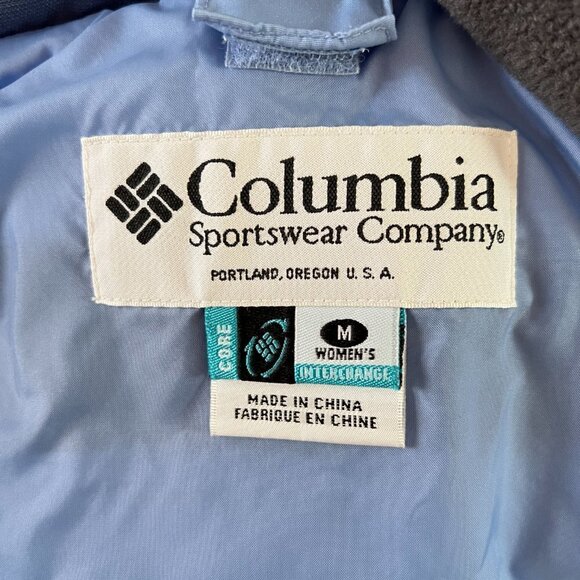 Columbia
Sportswear Company®
PORTLAND, OREGON U.S.A.
CORE
M
WOMEN'S
INTERCHANGE
MADE IN CHINA
FABRIQUE EN CHINE